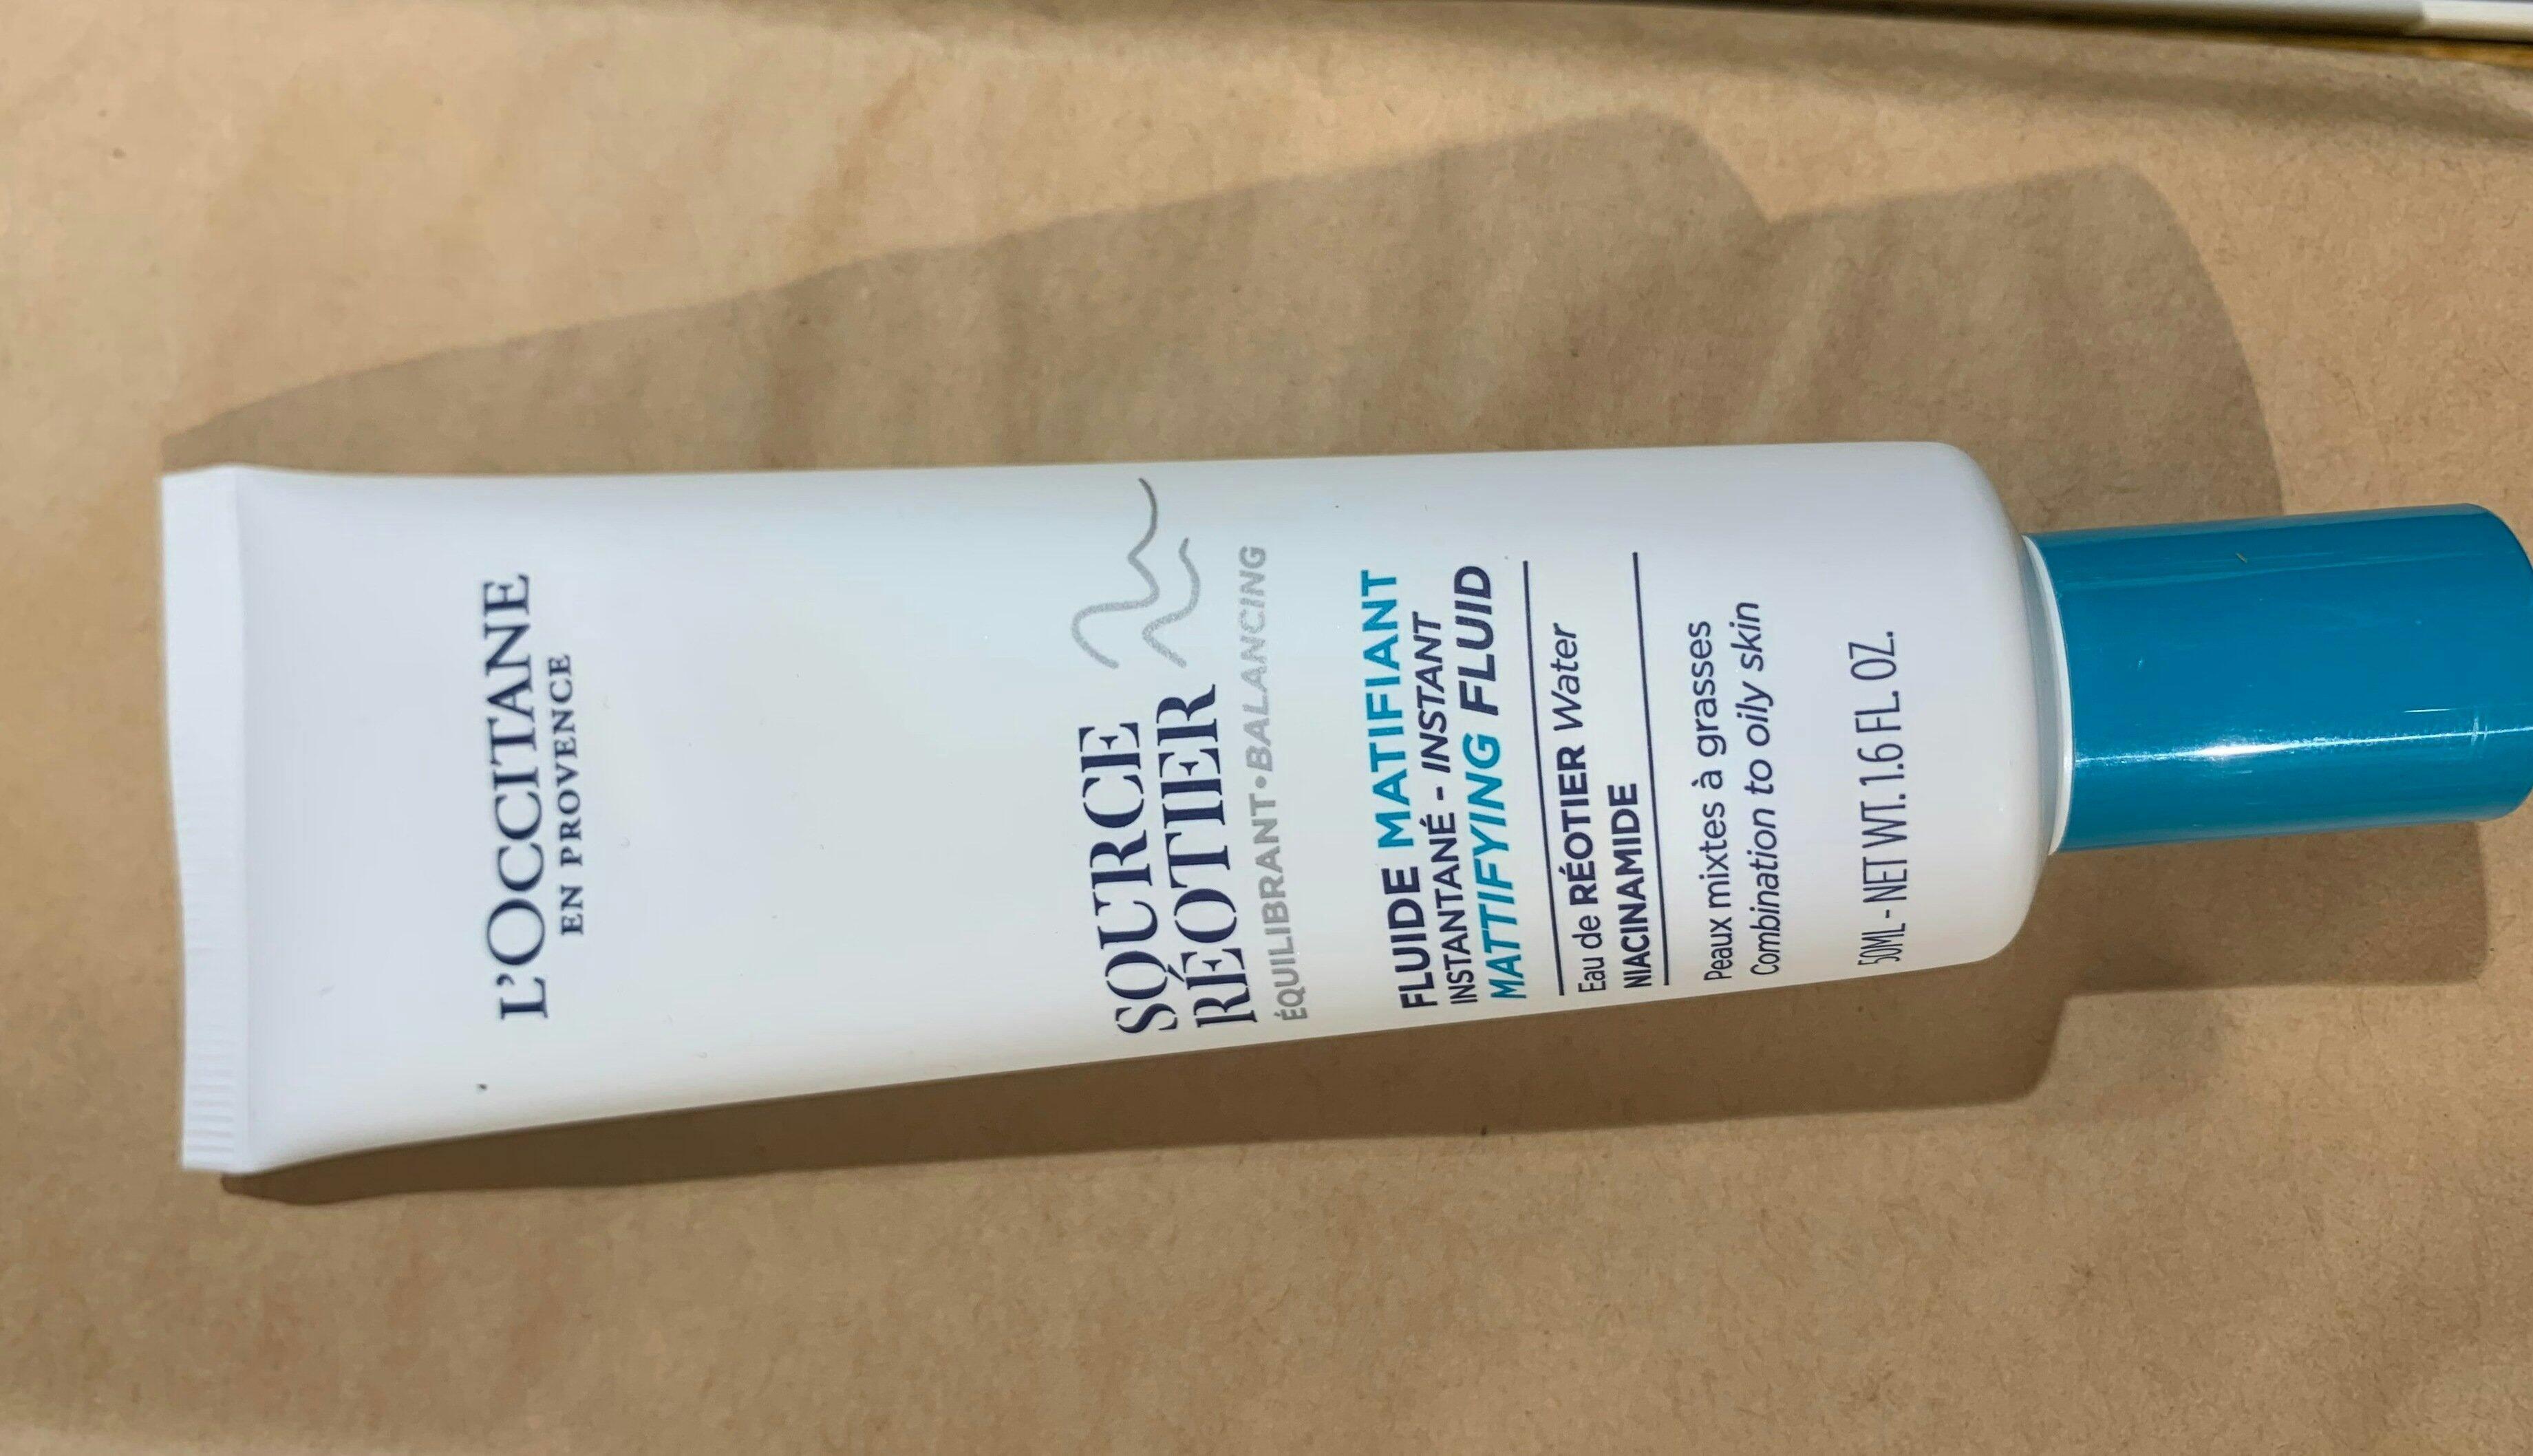 L'OCCITANE
EN PROVENCE
SOURCE
RÉOTIER
ÉQUILIBRANT•BALANCING
FLUIDE MATIFIANT
INSTANTANÉ - INSTANT
MATTIFYING FLUID
Eau de RÉOTIER Water
NIACINAMIDE
Peaux mixtes à grasses
Combination to oily skin
50ML - NET WT. 1.6 FL. OZ.